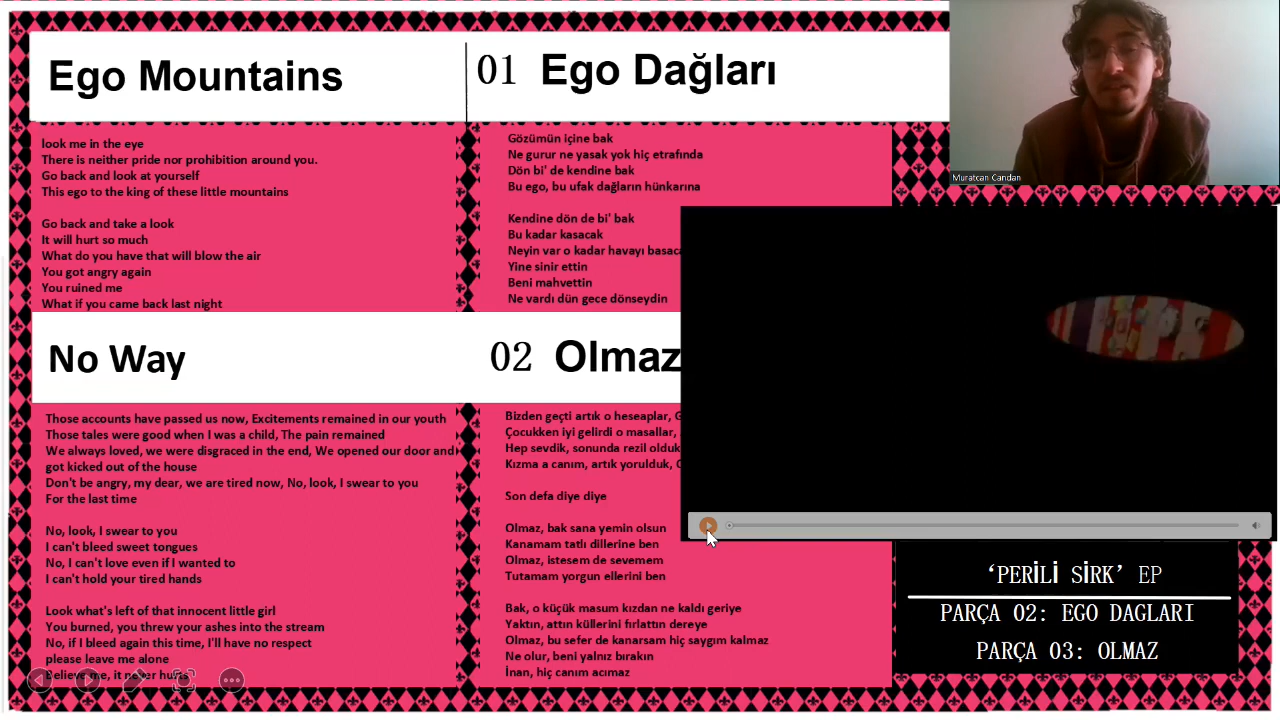 Ego Mountains
01 Ego Dağları
look me in the eye
There is neither pride nor prohibition around you.
Go back and look at yourself
This ego to the king of these little mountains
Go back and take a look
It will hurt so much
What do you have that will blow the air
You got angry again
You ruined me
What if you came back last night
Gözümün içine bak
Ne gurur ne yasak yok hiç etrafında
Dön bi' de kendine bak
Bu ego, bu ufak dağların hünkarına
Kendine dön de bi' bak
Bu kadar kasacak
Neyin var o kadar havayı
Yine sinir ettin
Beni mahvettin
Ne vardı dün gece dönseydin
Muratcan Candan
No Way
02 Olmaz
Those accounts have passed us now, Excitements remained in our youth
Those tales were good when I was a child, The pain remained
We always loved, we were disgraced in the end, We opened our door and
got kicked out of the house
Don't be angry, my dear, we are tired now, No, look, I swear to you
For the last time
No, look, I swear to you
I can't bleed sweet tongues
No, I can't love even if I wanted to
I can't hold your tired hands
Look what's left of that innocent little girl
You burned, you threw your ashes into the stream
No, if I bleed again this time, I'll have no respect
please leave me alone
Believe me, it never hurts
Bizden geçti artık o heseaplar,
Çocukken iyi gelirdi o masallar,
Hep sevdik, sonunda rezil olduk
Kızma a canım, artık yorulduk,
Son defa diye diye
Olmaz, bak sana yemin olsun
Kanamam tatlı dillerine ben
Olmaz, istesem de sevemem
Tutamam yorgun ellerini ben
Bak, o küçük masum kızdan ne kaldı geriye
Yaktın, attın küllerini fırlattın dereye
Olmaz, bu sefer de kanarsam hiç saygım kalmaz
Ne olur, beni yalnız bırakın
İnan, hiç canım acımaz
‘PERİLİ SİRK’ EP
PARÇA 02: EGO DAGLARI
PARÇA 03: OLMAZ